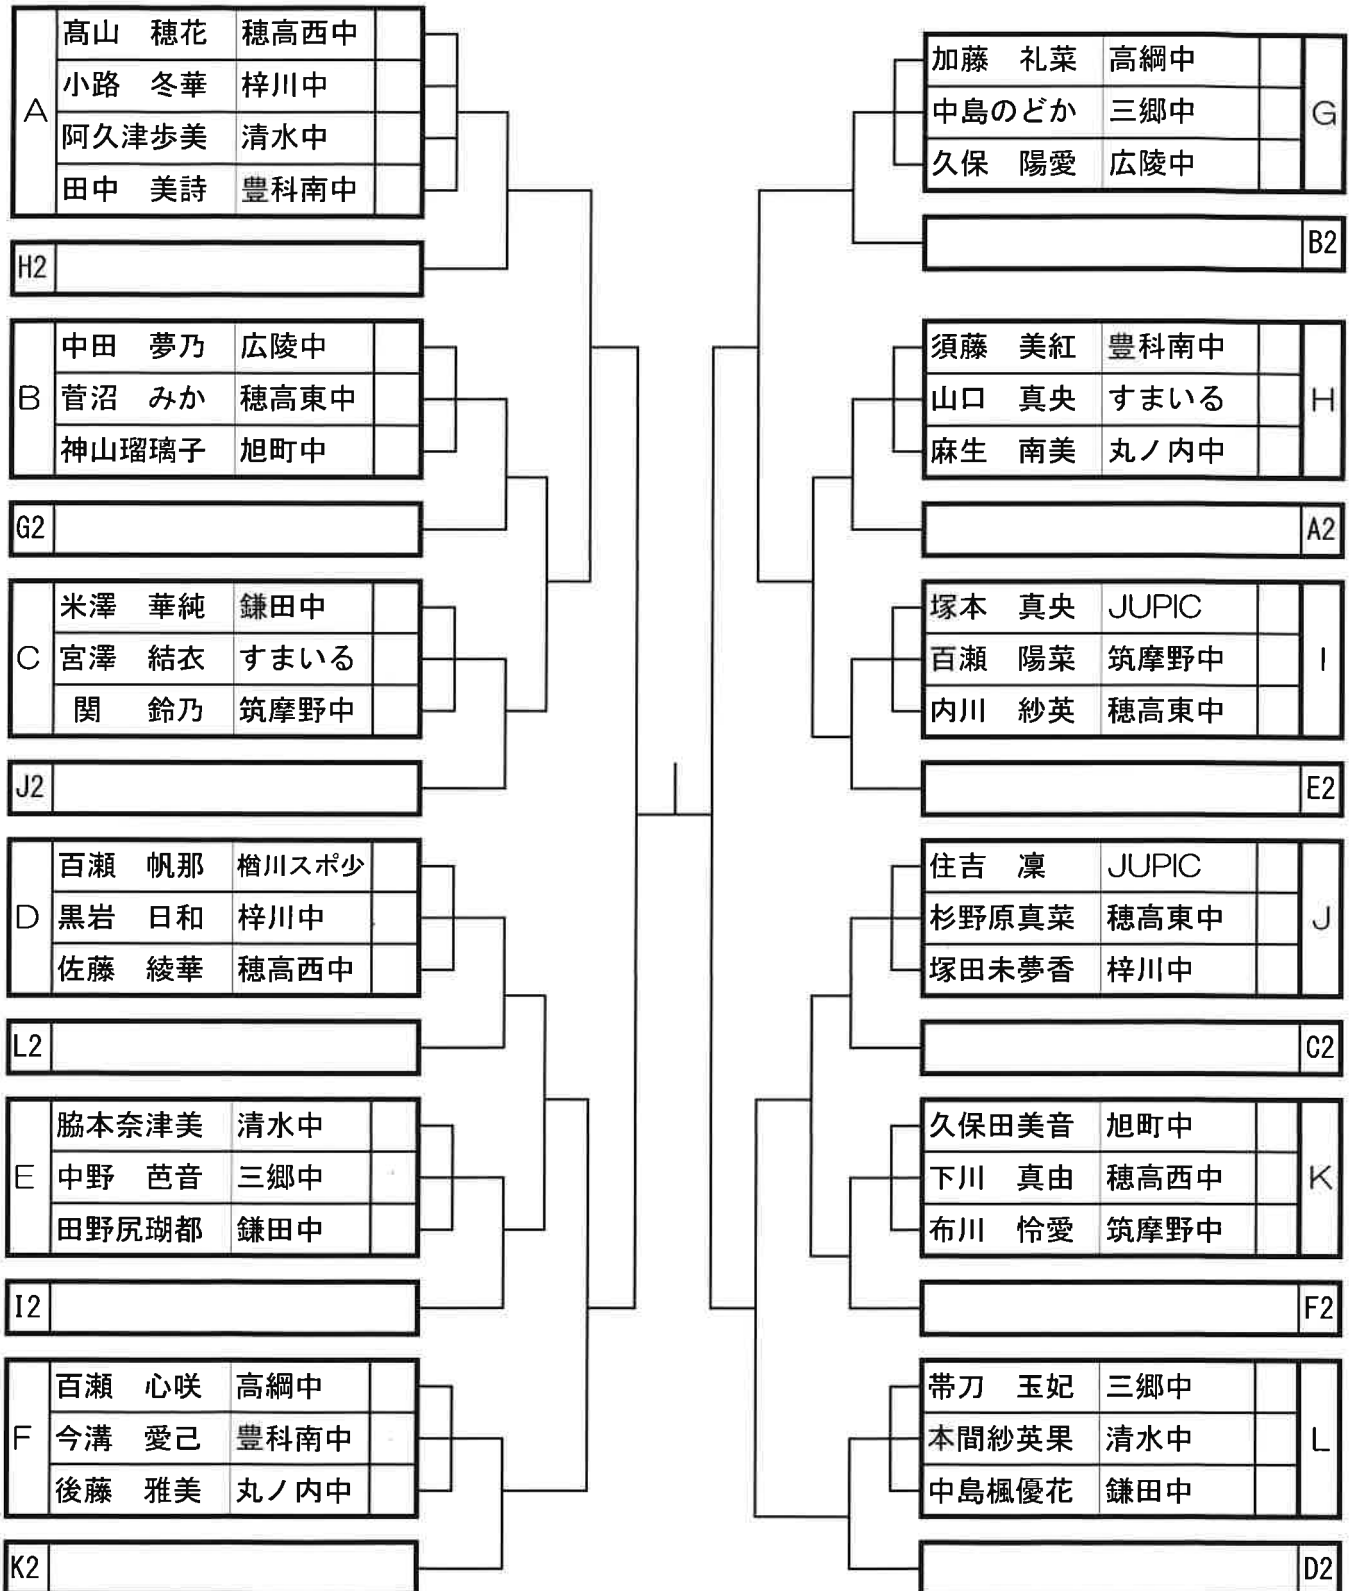 A
髙山 穂花 穂高西中
小路 冬華 梓川中
阿久津歩美 清水中
田中 美詩 豊科南中
H2
B
中田 夢乃 広陵中
菅沼 みか 穂高東中
神山瑠璃子 旭町中
G2
C
米澤 華純 鎌田中
宮澤 結衣 すまいる
関 鈴乃 筑摩野中
J2
D
百瀬 帆那 楢川スポ少
黒岩 日和 梓川中
佐藤 綾華 穂高西中
L2
E
脇本奈津美 清水中
中野 芭音 三郷中
田野尻瑚都 鎌田中
I2
F
百瀬 心咲 高綱中
今溝 愛己 豊科南中
後藤 雅美 丸ノ内中
K2
加藤 礼菜 高綱中
中島のどか 三郷中
久保 陽愛 広陵中
G
B2
須藤 美紅 豊科南中
山口 真央 すまいる
麻生 南美 丸ノ内中
H
A2
塚本 真央 JUPIC
百瀬 陽菜 筑摩野中
内川 紗英 穂高東中
I
E2
住吉 凜 JUPIC
杉野原真菜 穂高東中
塚田未夢香 梓川中
J
C2
久保田美音 旭町中
下川 真由 穂高西中
布川 怜愛 筑摩野中
K
F2
帯刀 玉妃 三郷中
本間紗英果 清水中
中島楓優花 鎌田中
L
D2